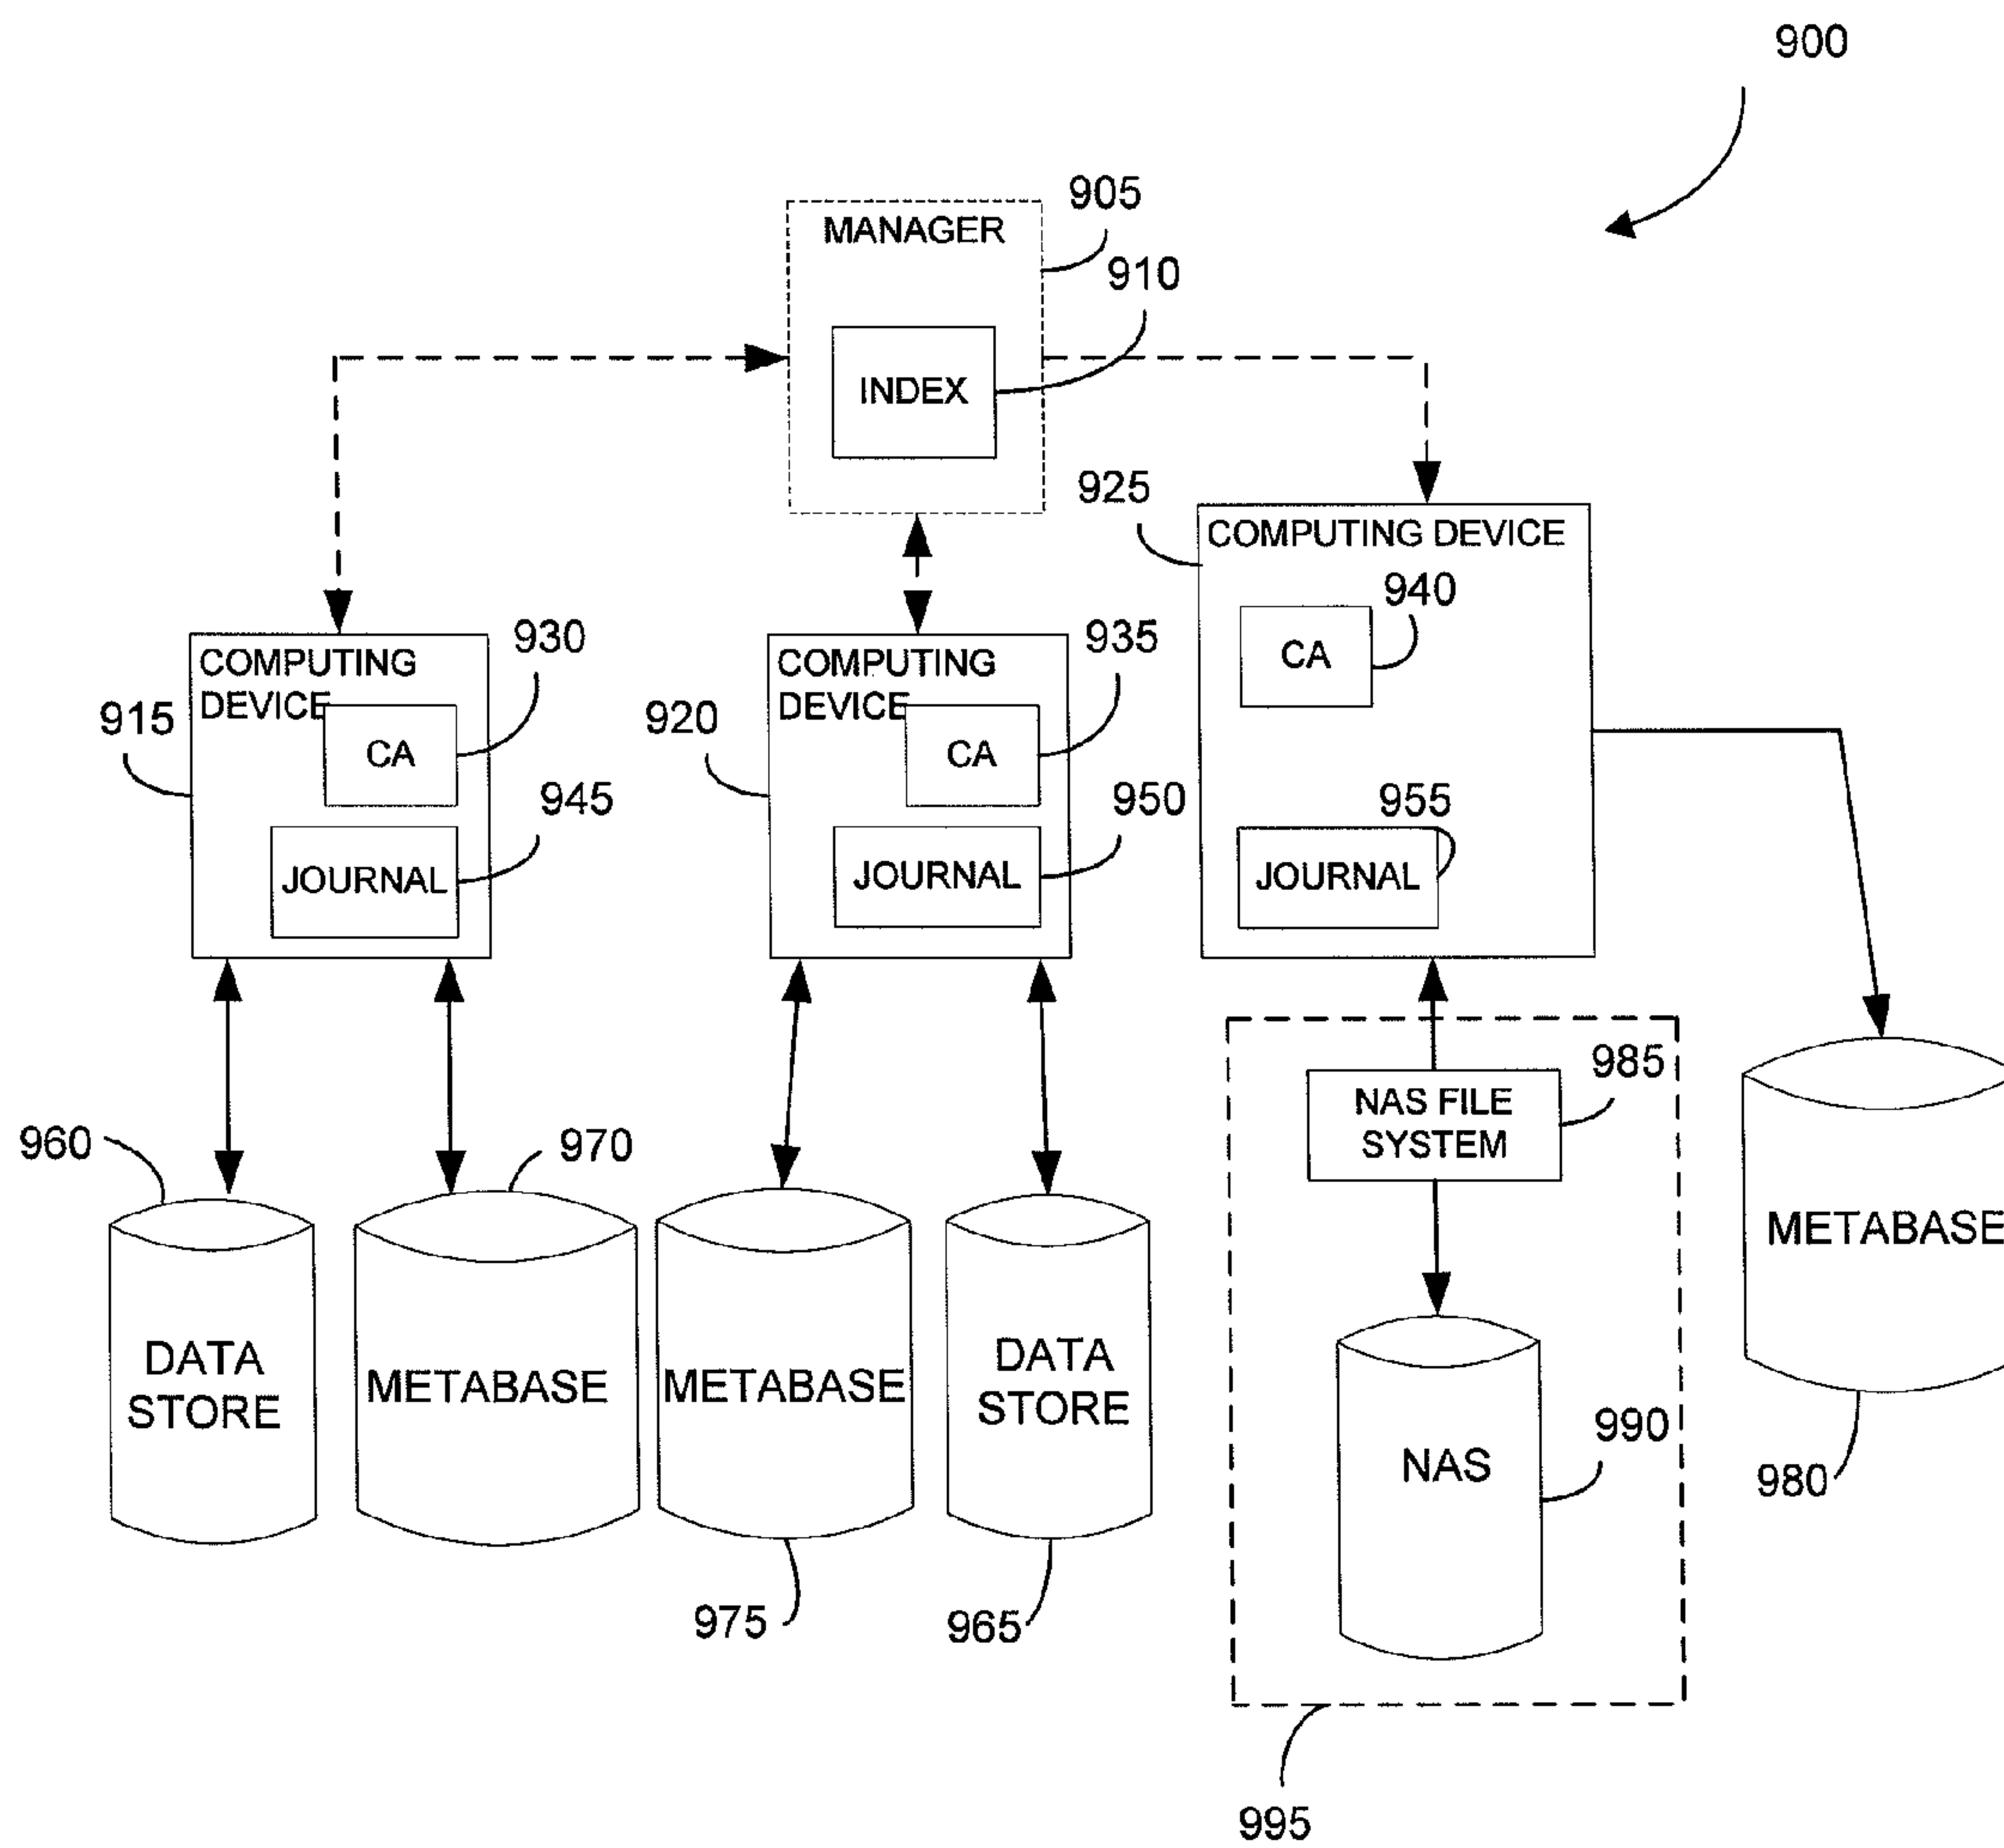 900
905
MANAGER
910
INDEX
925
COMPUTING DEVICE
940
CA
955
JOURNAL
930
COMPUTING
DEVICE
915
CA
945
JOURNAL
935
COMPUTING
DEVICE
920
CA
950
JOURNAL
985
NAS FILE
SYSTEM
960
970
METABASE
DATA
STORE
METABASE
METABASE
DATA
STORE
990
NAS
980
975
965
995